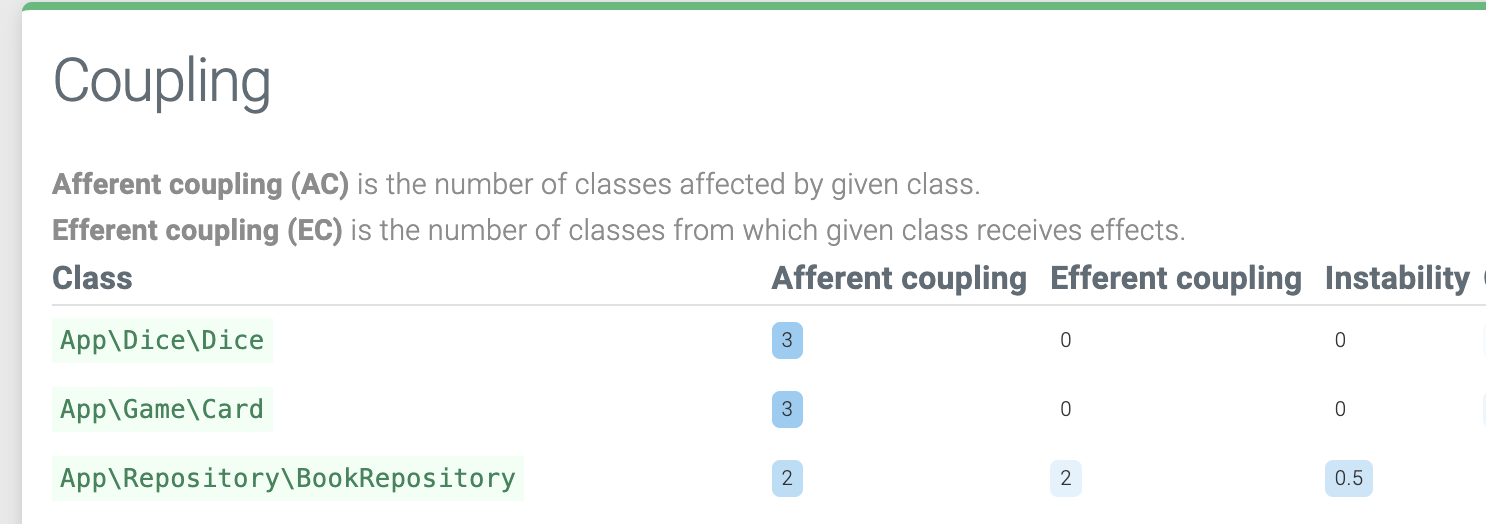 Coupling
Afferent coupling (AC) is the number of classes affected by given class.
Efferent coupling (EC) is the number of classes from which given class receives effects.
Class Afferent coupling Efferent coupling Instability
App\Dice\Dice 3 0 0
App\Game\Card 3 0 0
App\Repository\BookRepository 2 2 0.5